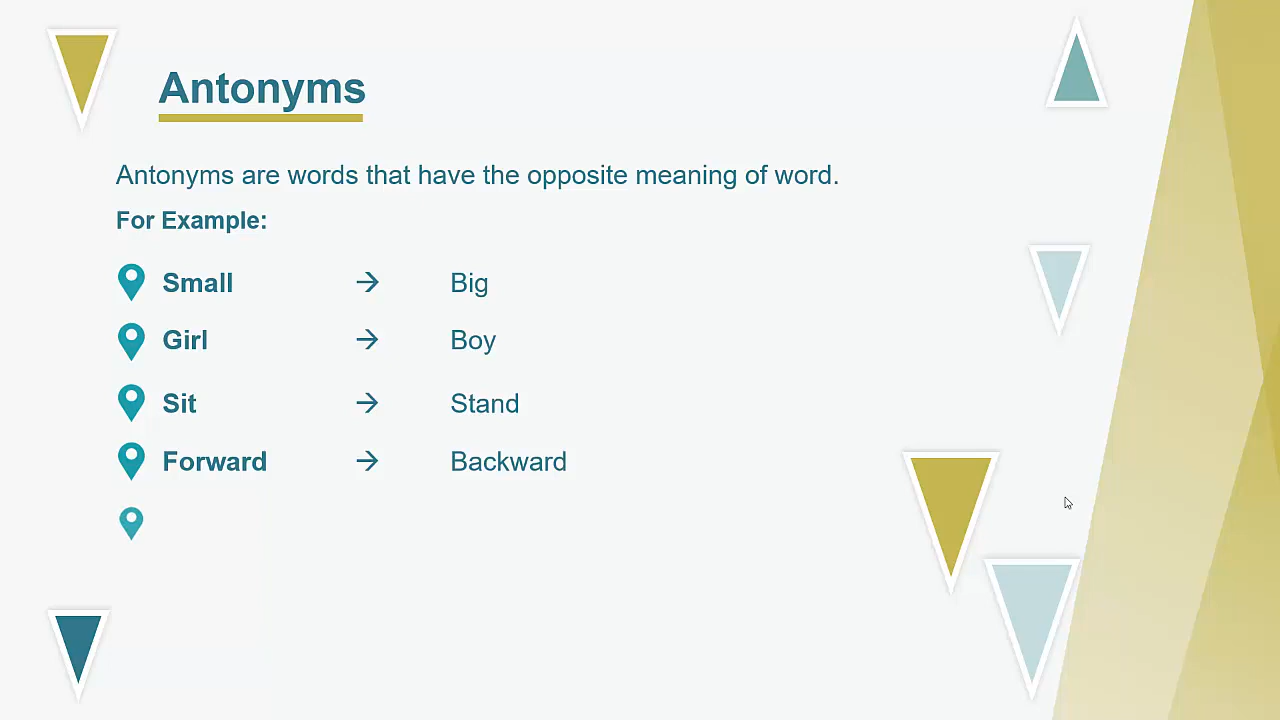 Antonyms
Antonyms are words that have the opposite meaning of word.
For Example:
Small → Big
Girl → Boy
Sit → Stand
Forward → Backward